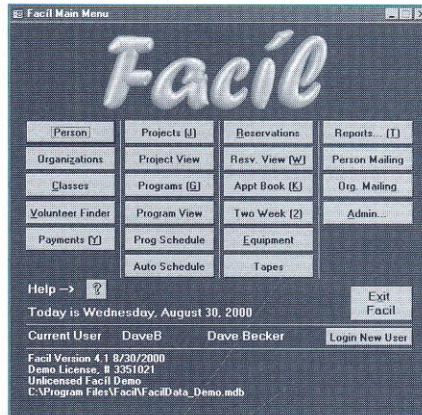 Facil Main Menu
Facíl
Person
Projects (J)
Reservations
Reports... (T)
Organizations
Project View
Resv. View (W)
Person Mailing
Classes
Programs (G)
Appt Book (K)
Org. Mailing
Volunteer Finder
Program View
Two Week (2)
Admin...
Payments (Y)
Prog Schedule
Equipment
Auto Schedule
Tapes
Help –> ?
Exit
Facil
Today is Wednesday, August 30, 2000
Current User DaveB Dave Becker Login New User
Facil Version 4.1 8/30/2000
Demo License, # 3351021
Unlicensed Facil Demo
C:\Program Files\Facil\FacilData_Demo.mdb